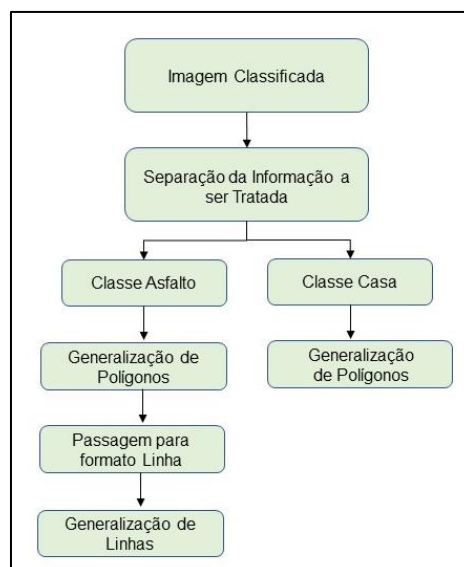 Imagem Classificada
Separação da Informação a
ser Tratada
Classe Asfalto
Classe Casa
Generalização de
Polígonos
Generalização
de Polígonos
Passagem para
formato Linha
Generalização de
Linhas